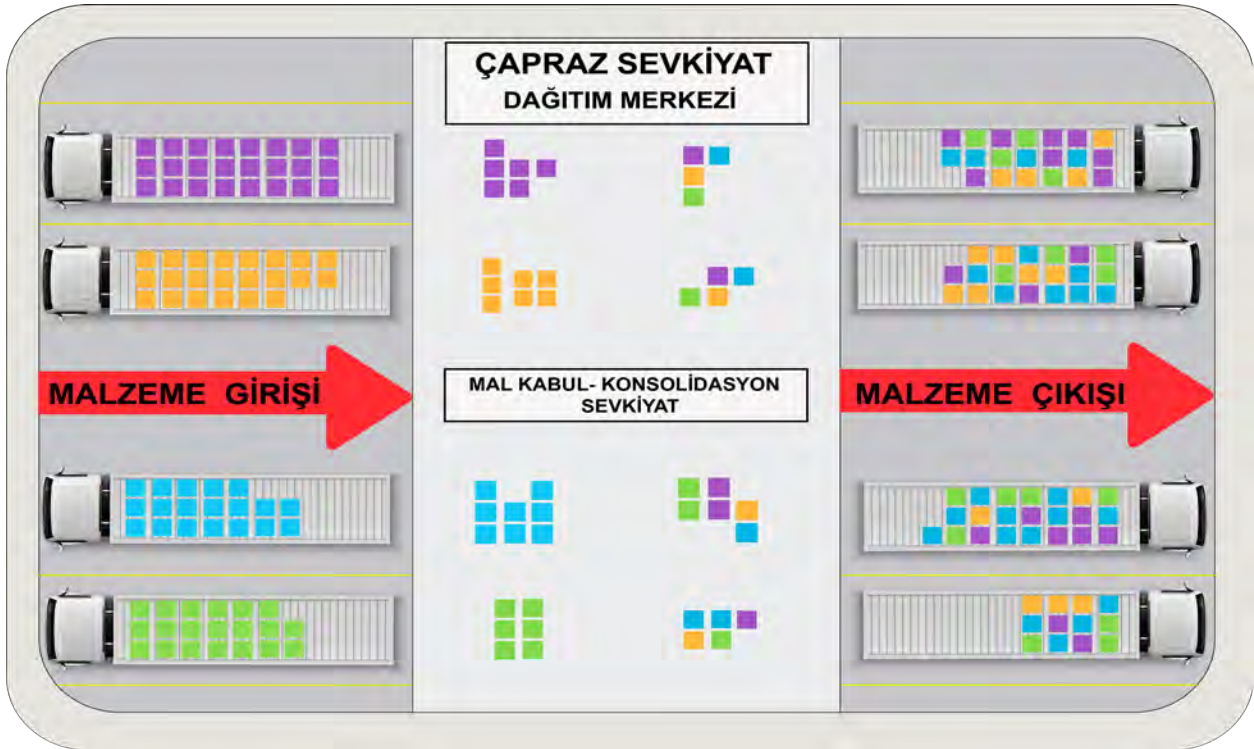 ÇAPRAZ SEVKİYAT
DAĞITIM MERKEZİ
MALZEME GİRİŞİ
MAL KABUL- KONSOLİDASYON
SEVKİYAT
MALZEME ÇIKIŞI